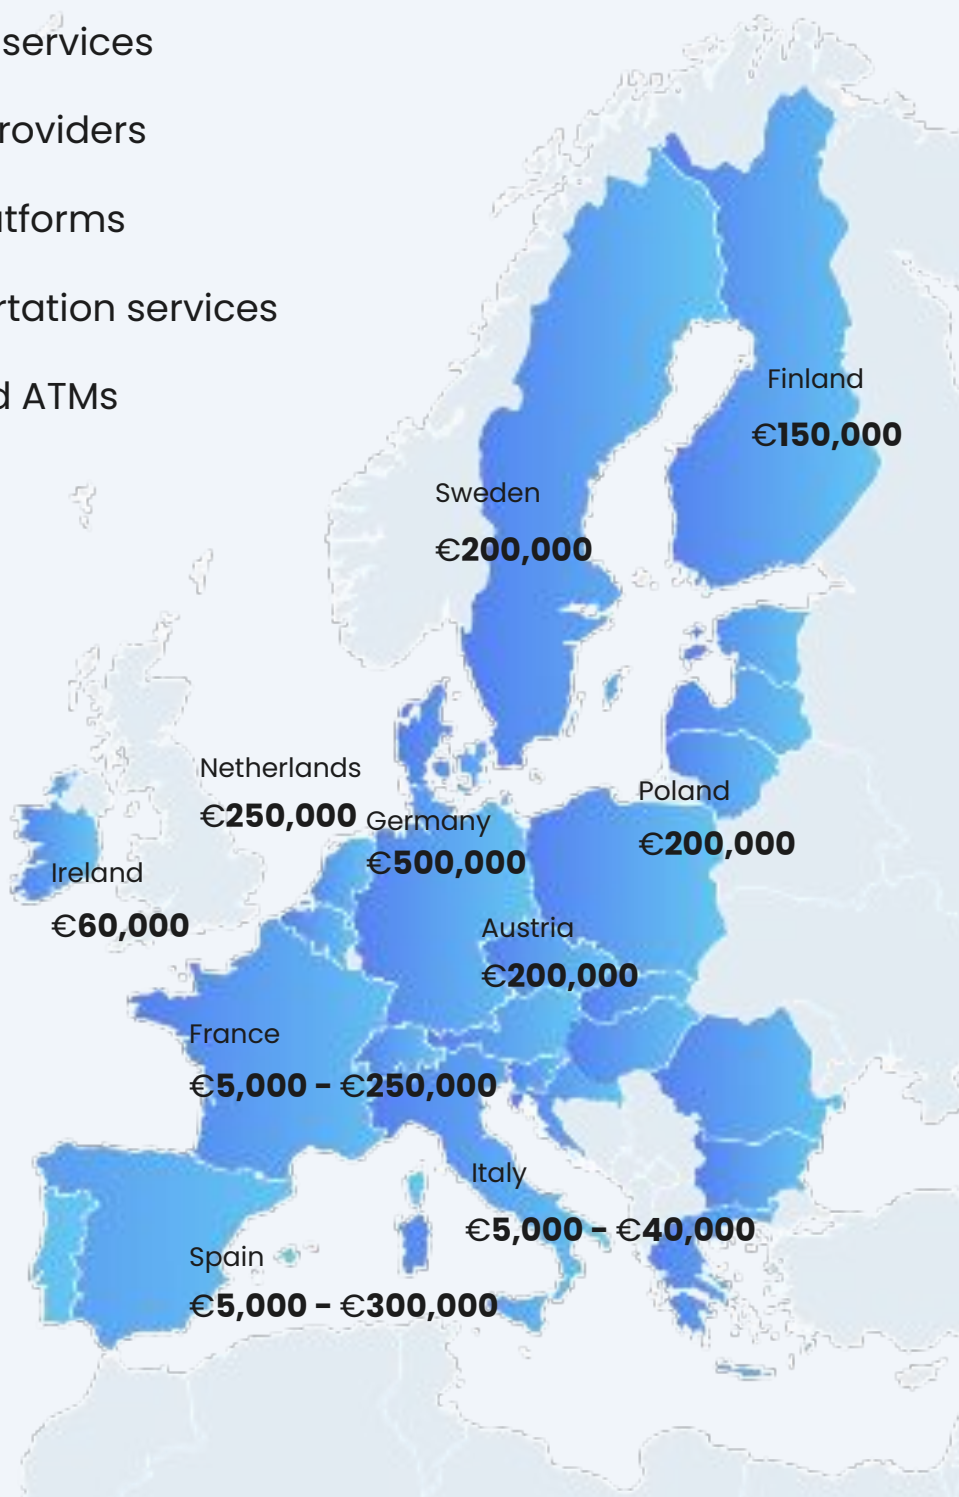 services
roviders
tforms
rtation services
d ATMs
Finland
€150,000
Sweden
€200,000
Netherlands
€250,000
Germany
€500,000
Poland
€200,000
Ireland
€60,000
Austria
€200,000
France
€5,000 – €250,000
Italy
€5,000 – €40,000
Spain
€5,000 – €300,000